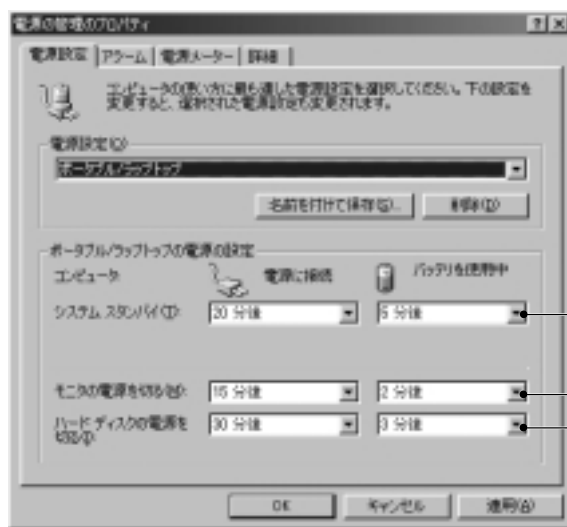 電源の管理のプロパティ
電源設定 アラーム 電源メーター 詳細
コンピュータの使い方に最も適した電源設定を選択してください。下の設定を
変更すると、選択された電源設定も変更されます。
電源設定(C)
ポータブル/ラップトップ
名前を付けて保存(S)... 削除(D)
ポータブル/ラップトップの電源の設定
コンピュータ: 電源に接続 バッテリを使用中
システム スタンバイ(T): 20 分後 5 分後
モニタの電源を切る(M): 15 分後 2 分後
ハード ディスクの電源を 30 分後 3 分後
切る(I):
OK キャンセル 適用(A)